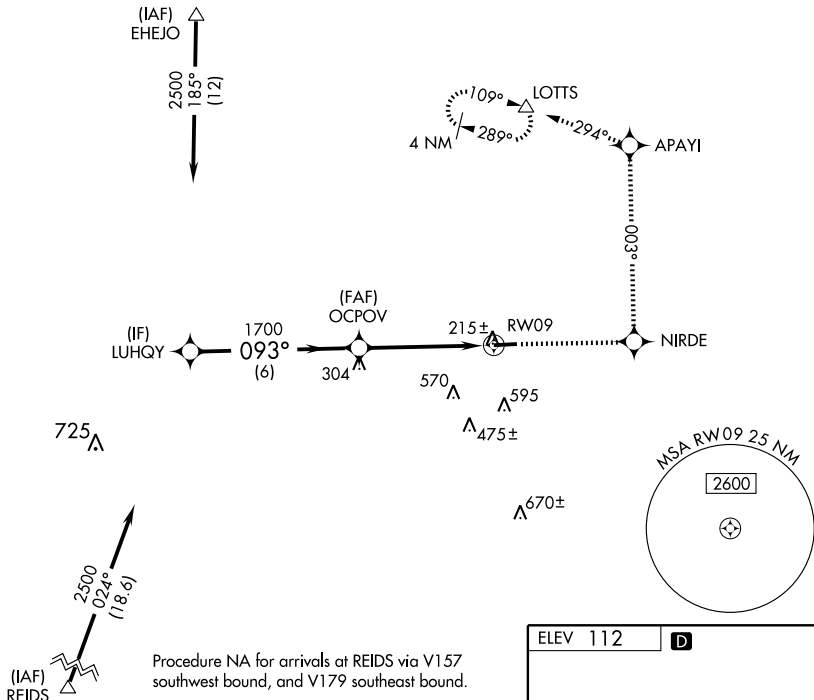 (IAF)
EHEJO
2500
185°
(12)
109°
LOTTS
4 NM
289°
294°
APAYI
003°
(FAF)
OCPOV
(IF)
LUHQY
1700
093°
(6)
304
215±
RW09
NIRDE
570
595
475±
725
670±
MSA RW09 25 NM
2600
2500
024°
(18.6)
(IAF)
REIDS
Procedure NA for arrivals at REIDS via V157
southwest bound, and V179 southeast bound.
ELEV 112
D